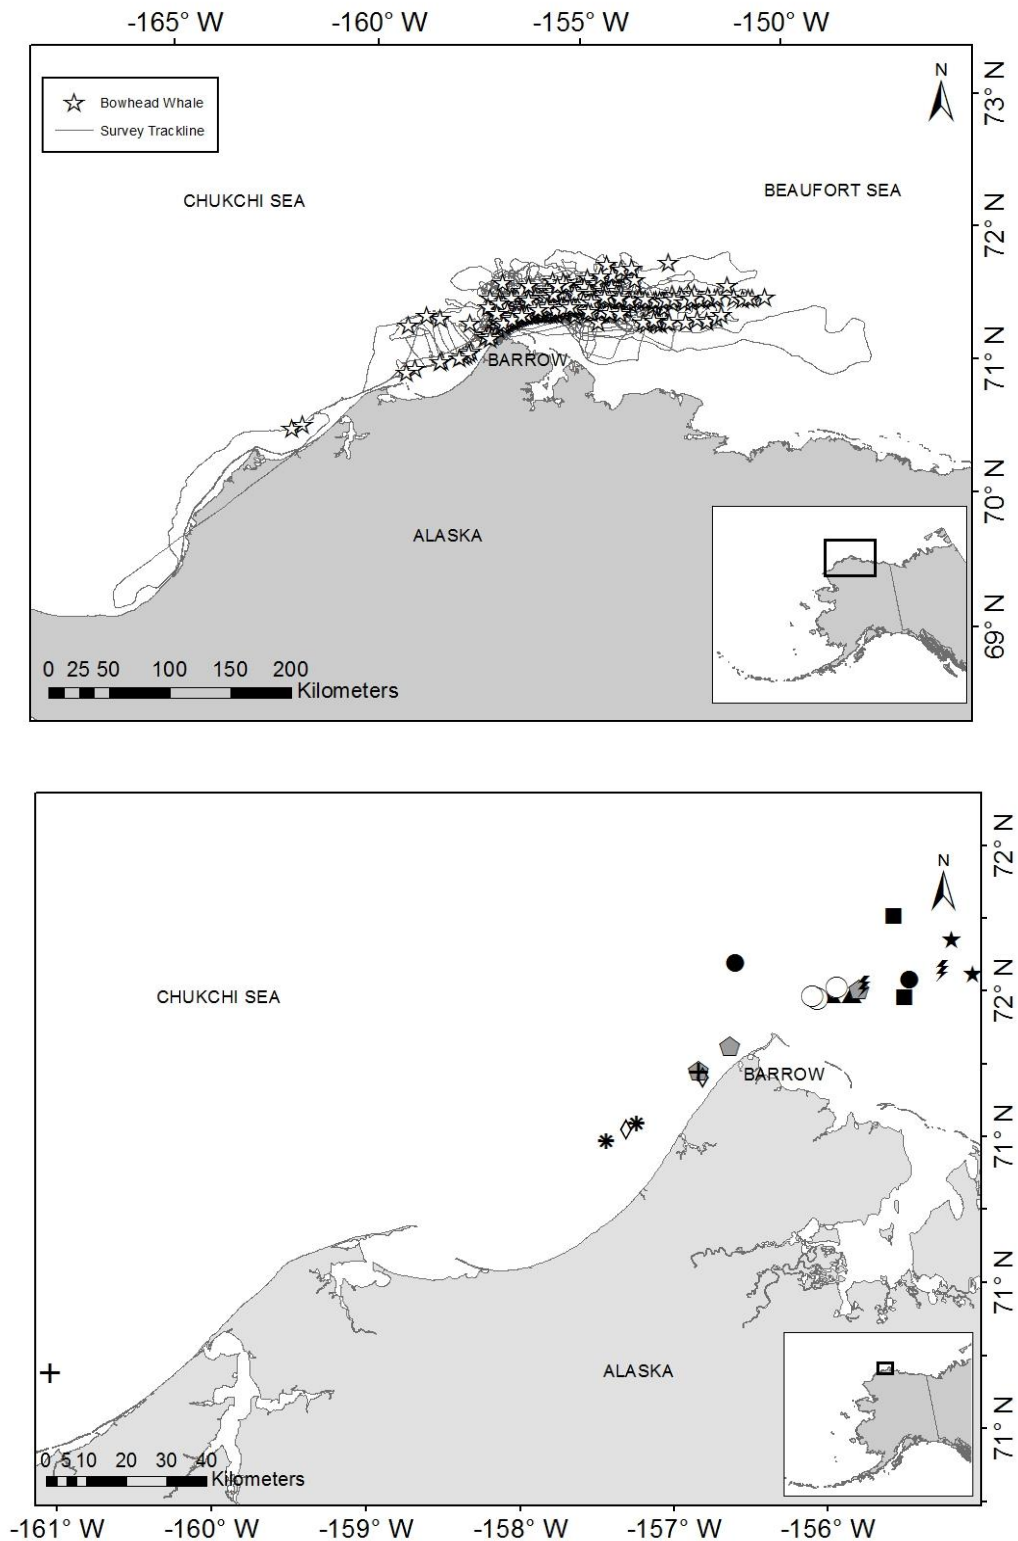 -165° W -160° W -155° W -150° W
N
73° N
Bowhead Whale
Survey Trackline
CHUKCHI SEA
BEAUFORT SEA
72° N
71° N
BARROW
70° N
ALASKA
69° N
0 25 50 100 150 200
Kilometers
72° N
N
CHUKCHI SEA
72° N
BARROW
71° N
71° N
ALASKA
71° N
0 5 10 20 30 40
Kilometers
-161° W -160° W -159° W -158° W -157° W -156° W